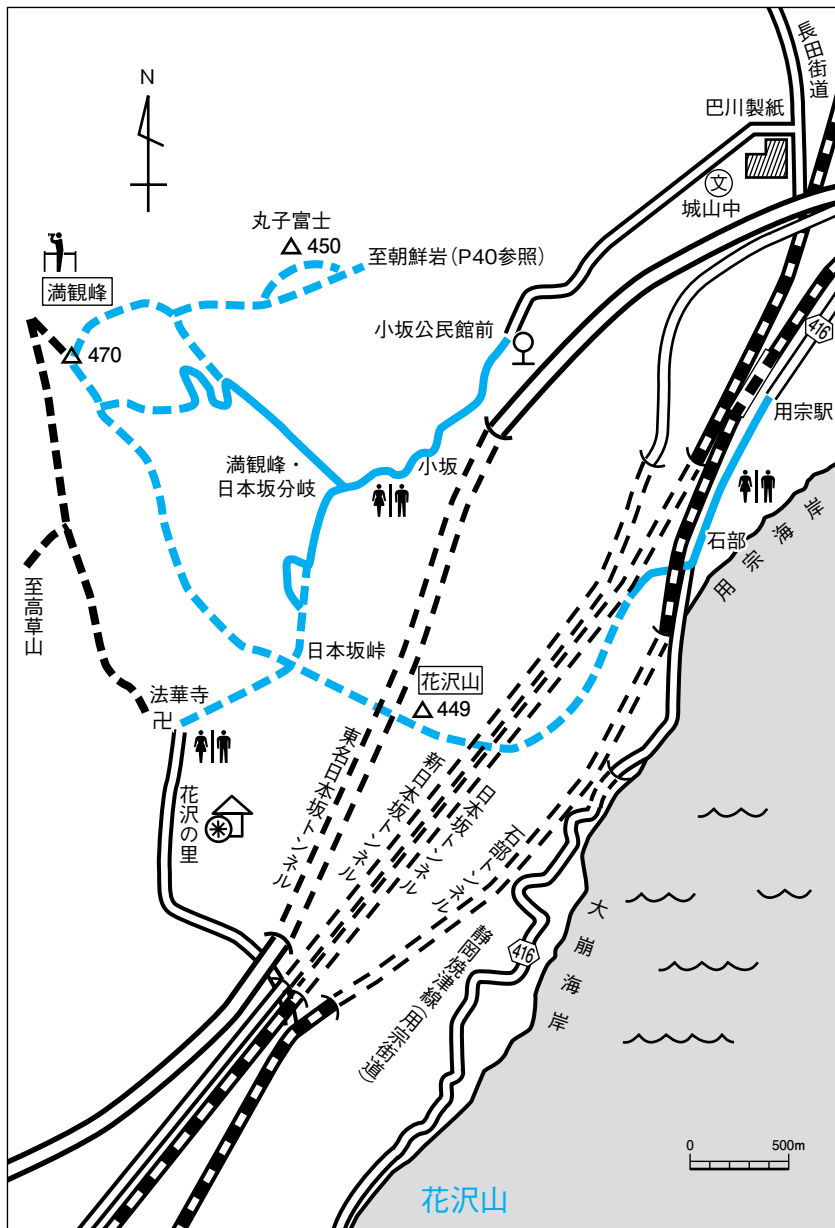 長田街道
N
巴川製紙
文
城山中
丸子富士
450
至朝鮮岩(P40参照)
満観峰
416
小坂公民館前
470
用宗駅
小坂
満観峰・
日本坂分岐
石部
用宗海岸
至高草山
日本坂峠
花沢山
449
法華寺
卍
東名日本坂トンネル
新日本坂トンネル
日本坂トンネル
石部トンネル
花沢の里
大崩海岸
416
静岡焼津線(用宗街道)
0 500m
花沢山